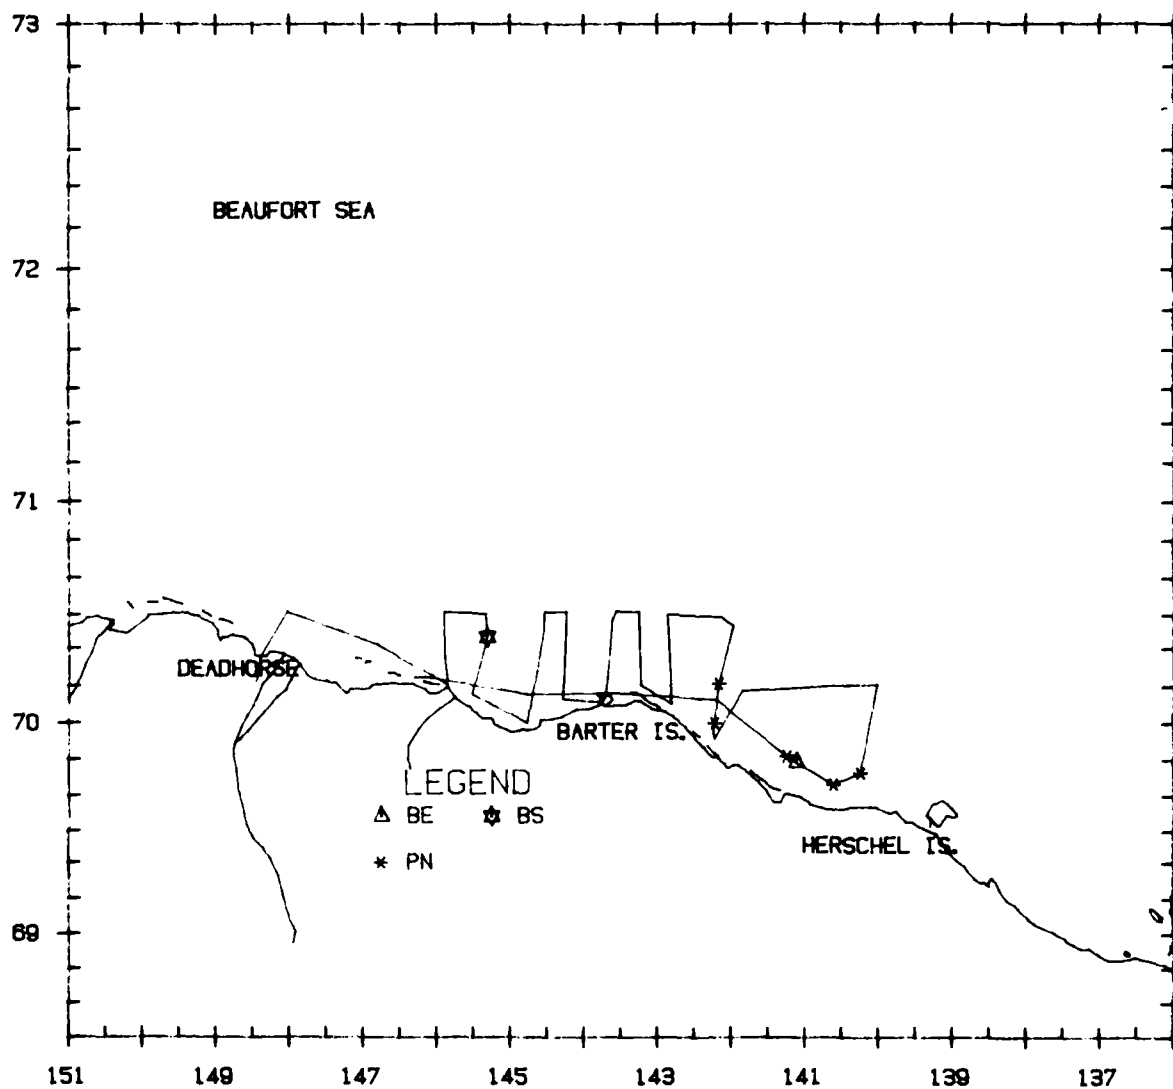 73
BEAUFORT SEA
72
71
DEADHORSE
70
BARTER IS.
LEGEND
BE BS
HERSCHEL IS.
PN
69
151 149 147 145 143 141 139 137